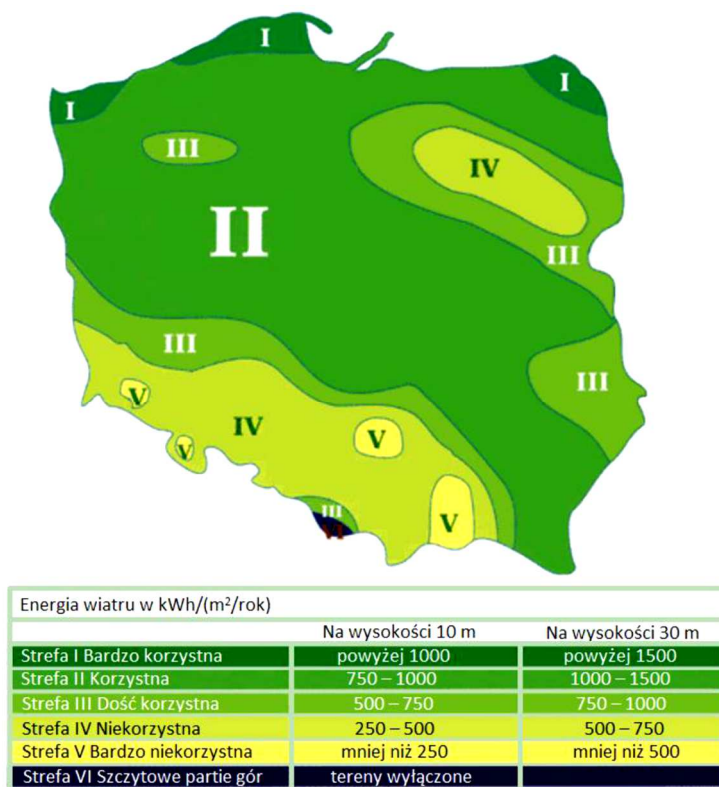 I
I
I
III
IV
II
III
III
III
V
IV
V
V
III
V
VI
Energia wiatru w kWh/(m²/rok)
Na wysokości 10 m Na wysokości 30 m
Strefa I Bardzo korzystna powyżej 1000 powyżej 1500
Strefa II Korzystna 750 – 1000 1000 – 1500
Strefa III Dość korzystna 500 – 750 750 – 1000
Strefa IV Niekorzystna 250 – 500 500 – 750
Strefa V Bardzo niekorzystna mniej niż 250 mniej niż 500
Strefa VI Szczytowe partie gór tereny wyłączone